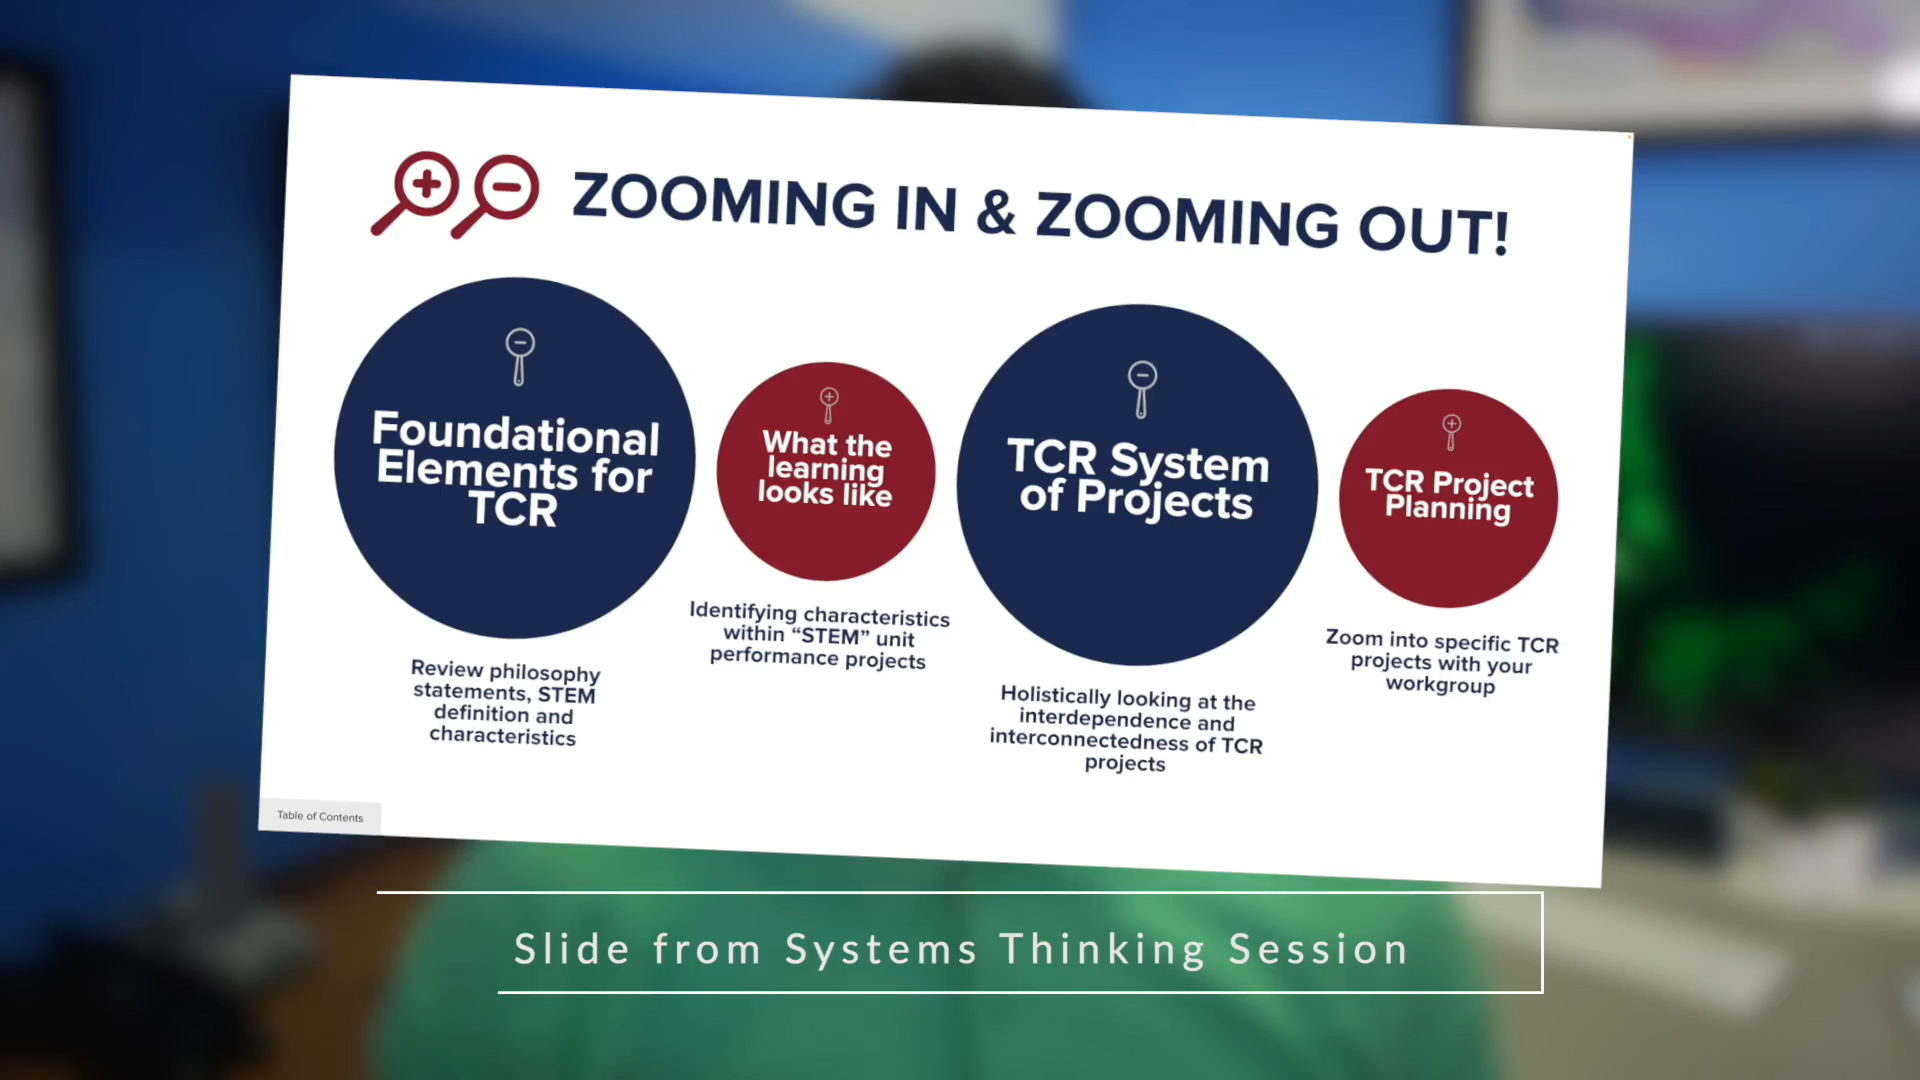 ZOOMING IN & ZOOMING OUT!
Foundational
Elements for
TCR
Review philosophy
statements, STEM
definition and
characteristics
What the
learning
looks like
Identifying characteristics
within “STEM” unit
performance projects
TCR System
of Projects
Holistically looking at the
interdependence and
interconnectedness of TCR
projects
TCR Project
Planning
Zoom into specific TCR
projects with your
workgroup
Table of Contents
Slide from Systems Thinking Session